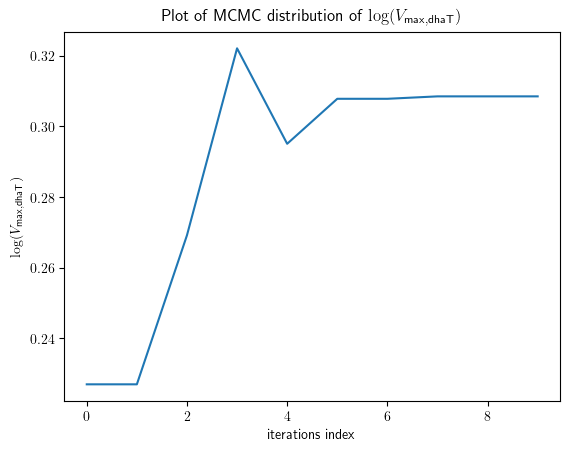 Plot of MCMC distribution of log(V_max,dhaT)
0.32
0.30
0.28
0.26
0.24
log(V_max,dhaT)
0 2 4 6 8
iterations index